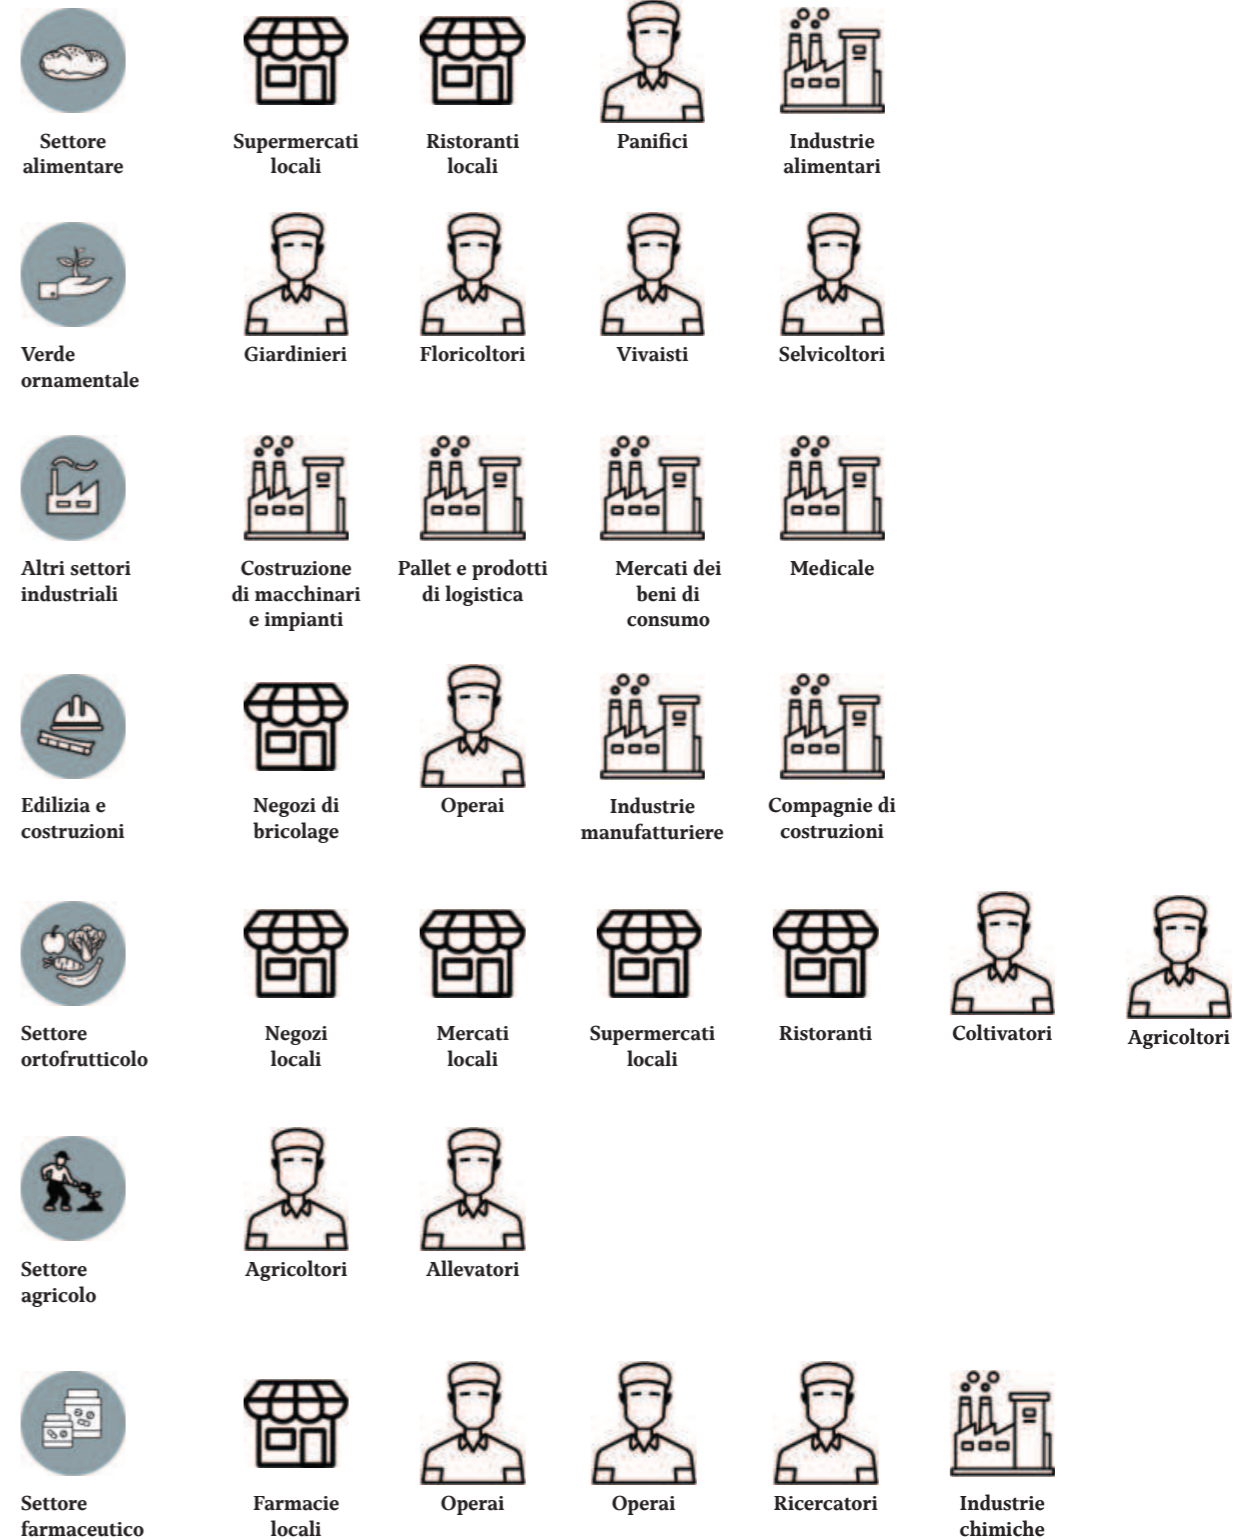 Settore
alimentare
Supermercati
locali
Ristoranti
locali
Panifici
Industrie
alimentari
Verde
ornamentale
Giardinieri
Floricoltori
Vivaisti
Selvicoltori
Altri settori
industriali
Costruzione
di macchinari
e impianti
Pallet e prodotti
di logistica
Mercati dei
beni di
consumo
Medicale
Edilizia e
costruzioni
Negozi di
bricolage
Operai
Industrie
manufatturiere
Compagnie di
costruzioni
Settore
ortofrutticolo
Negozi
locali
Mercati
locali
Supermercati
locali
Ristoranti
Coltivatori
Agricoltori
Settore
agricolo
Agricoltori
Allevatori
Settore
farmaceutico
Farmacie
locali
Operai
Operai
Ricercatori
Industrie
chimiche